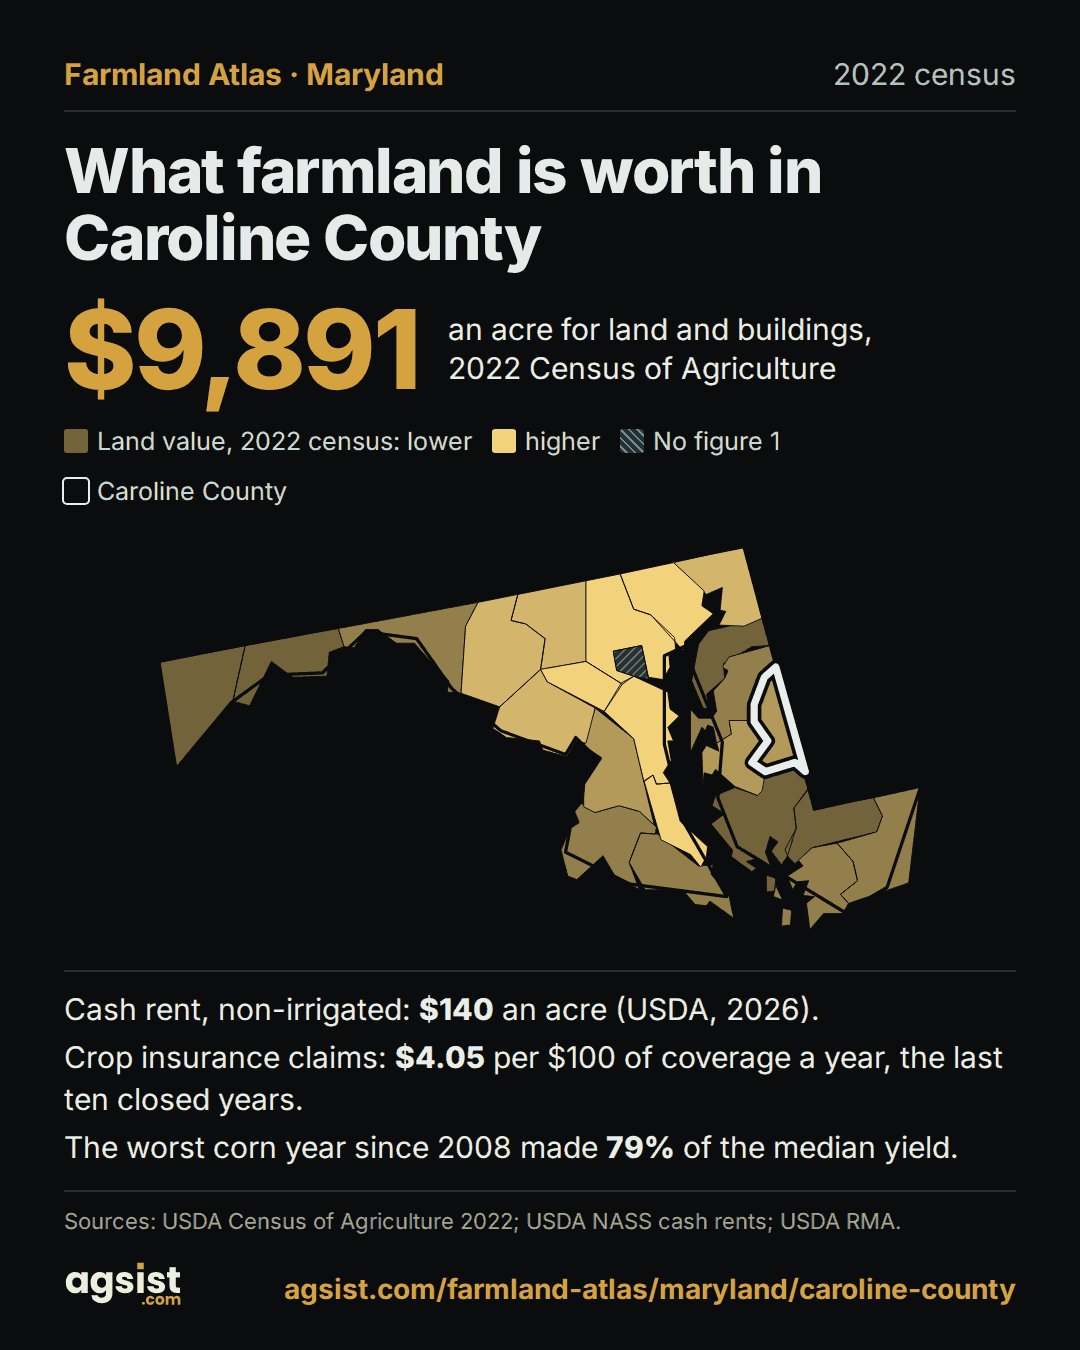 Farmland Atlas · Maryland
2022 census
What farmland is worth in
Caroline County
$9,891
an acre for land and buildings,
2022 Census of Agriculture
Land value, 2022 census: lower
higher
No figure 1
Caroline County
Cash rent, non-irrigated: $140 an acre (USDA, 2026).
Crop insurance claims: $4.05 per $100 of coverage a year, the last
ten closed years.
The worst corn year since 2008 made 79% of the median yield.
Sources: USDA Census of Agriculture 2022; USDA NASS cash rents; USDA RMA.
agsist
.com
agsist.com/farmland-atlas/maryland/caroline-county